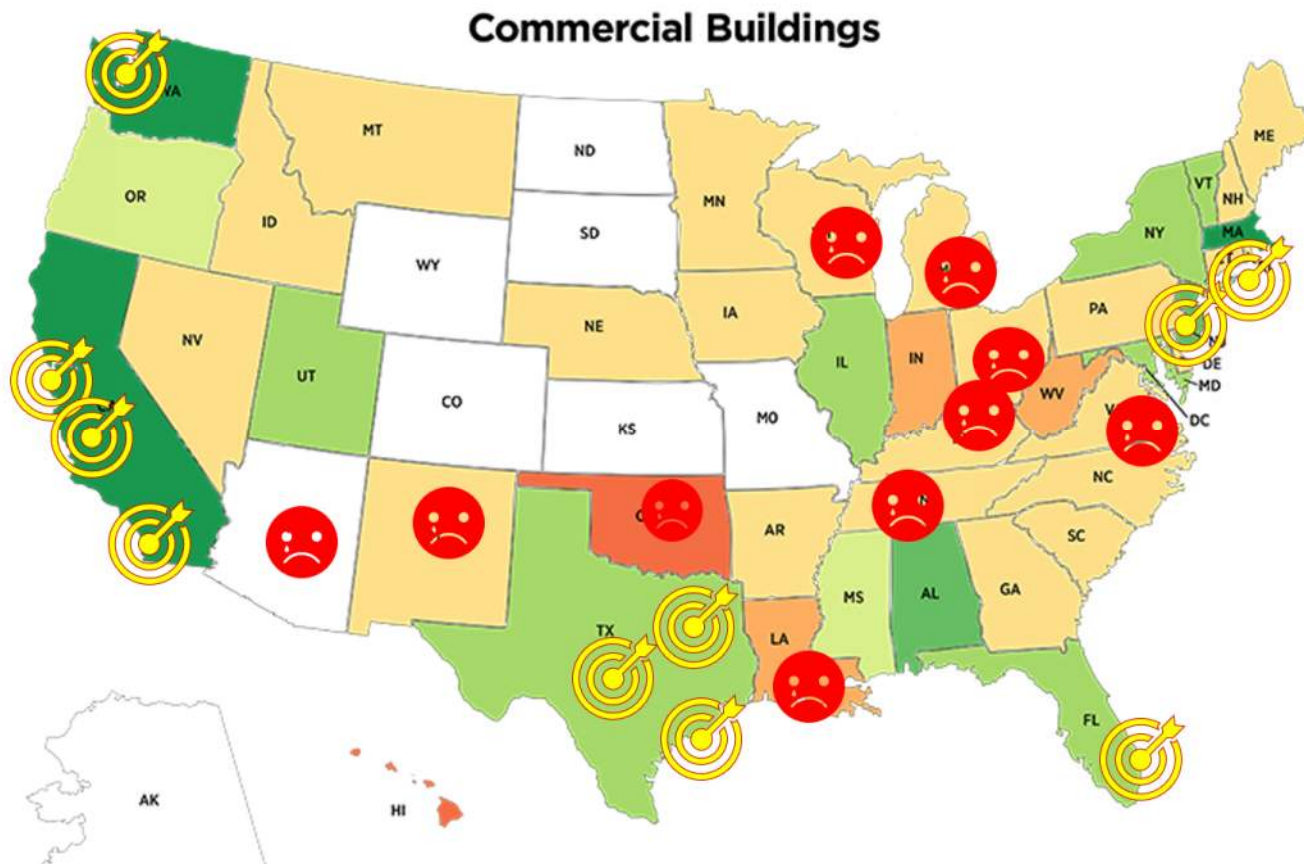 Commercial Buildings
MT
ND
ME
MN
VT
NH
OR
ID
SD
NY
MA
WY
NV
NE
IA
PA
UT
IL
IN
CO
WV
DE
MD
KS
MO
DC
NC
AR
SC
MS
AL
GA
TX
LA
FL
AK
HI